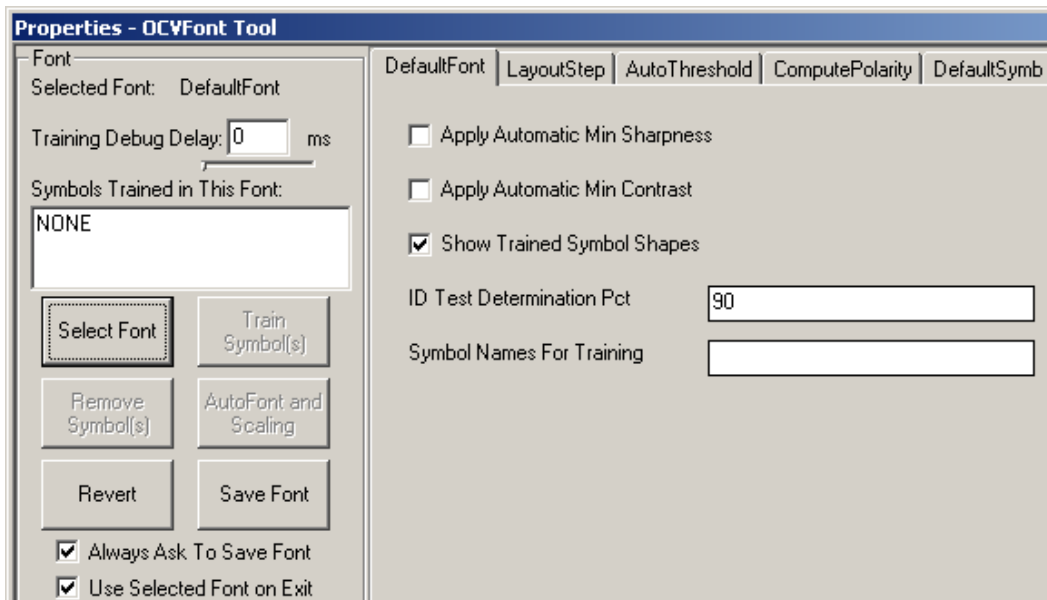 Properties - OCVFont Tool
Font
Selected Font: DefaultFont
Training Debug Delay: 0 ms
Symbols Trained in This Font:
NONE
Select Font
Train Symbol(s)
Remove Symbol(s)
AutoFont and Scaling
Revert
Save Font
Always Ask To Save Font
Use Selected Font on Exit
DefaultFont LayoutStep AutoThreshold ComputePolarity DefaultSymb
Apply Automatic Min Sharpness
Apply Automatic Min Contrast
Show Trained Symbol Shapes
ID Test Determination Pct 90
Symbol Names For Training